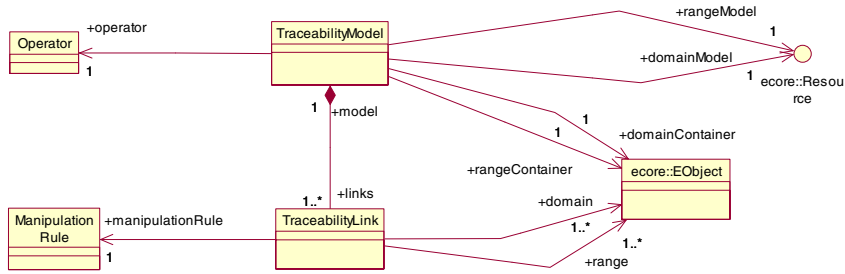 +rangeModel
+operator
TraceabilityModel
Operator
1
+domainModel
1
1
ecore::Resou
rce
1
+model
1
1
+domainContainer
+rangeContainer
ecore::EObject
+links
1..*
+domain
Manipulation
Rule
+manipulationRule
TraceabilityLink
1..*
1..*
1
+range